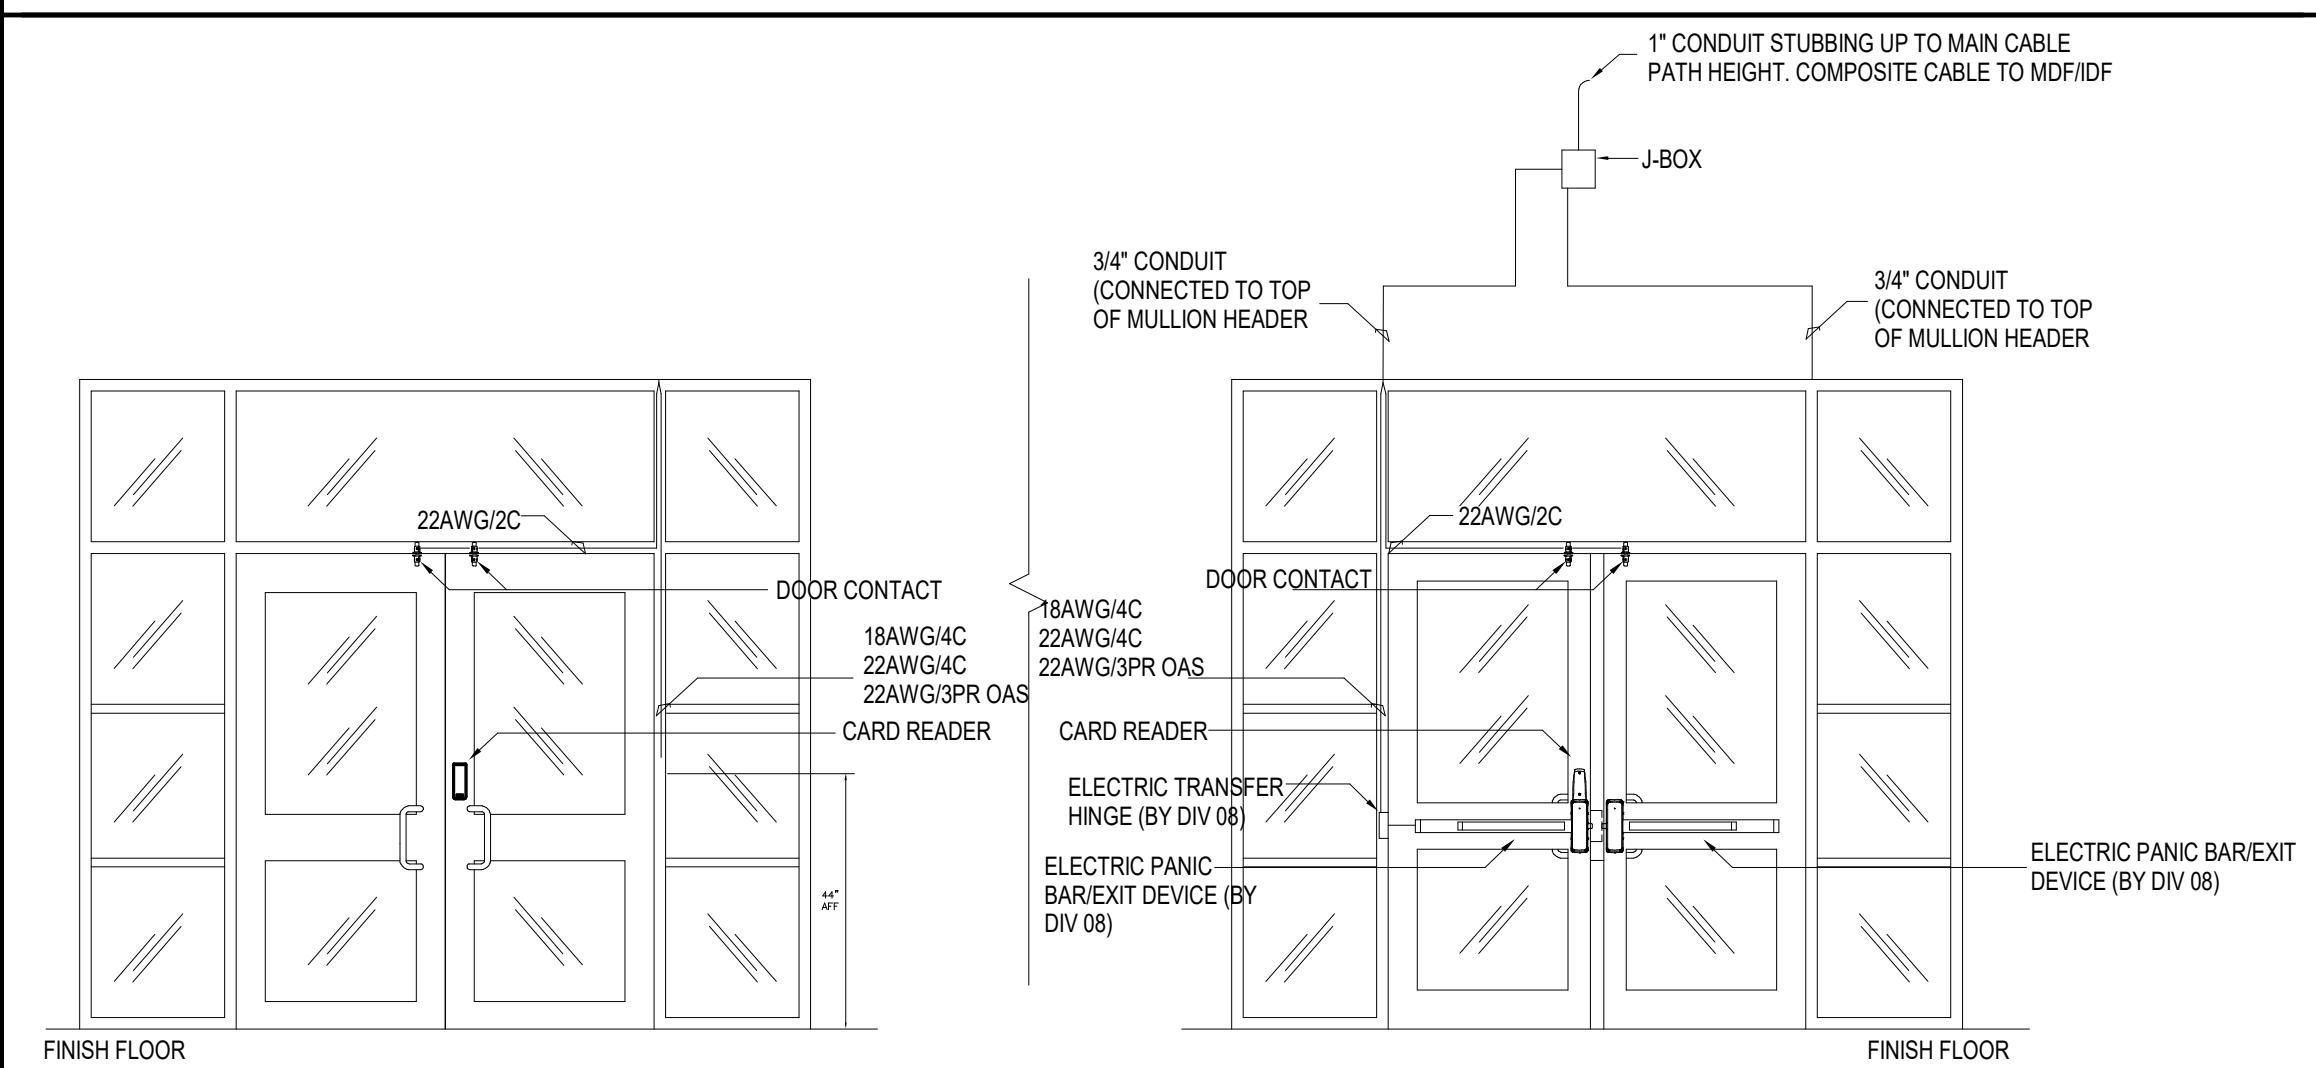 1" CONDUIT STUBBING UP TO MAIN CABLE
PATH HEIGHT. COMPOSITE CABLE TO MDF/IDF
J-BOX
3/4" CONDUIT
(CONNECTED TO TOP
OF MULLION HEADER
3/4" CONDUIT
(CONNECTED TO TOP
OF MULLION HEADER
22AWG/2C
DOOR CONTACT
18AWG/4C
22AWG/4C
22AWG/3PR OAS
CARD READER
44"
AFF
FINISH FLOOR
22AWG/2C
DOOR CONTACT
18AWG/4C
22AWG/4C
22AWG/3PR OAS
CARD READER
ELECTRIC TRANSFER
HINGE (BY DIV 08)
ELECTRIC PANIC
BAR/EXIT DEVICE (BY
DIV 08)
ELECTRIC PANIC BAR/EXIT
DEVICE (BY DIV 08)
FINISH FLOOR